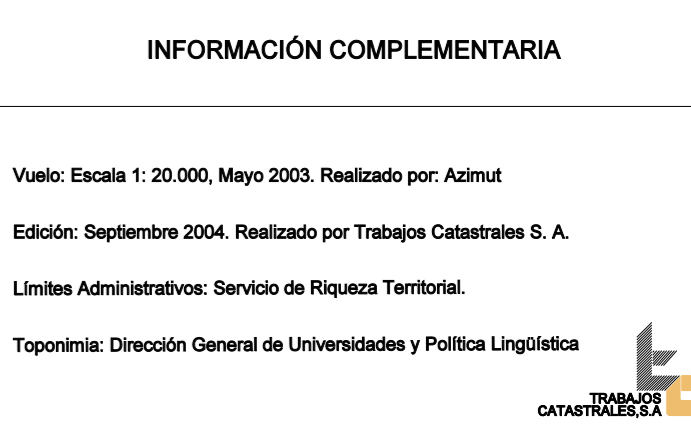 INFORMACIÓN COMPLEMENTARIA
Vuelo: Escala 1: 20.000, Mayo 2003. Realizado por: Azimut
Edición: Septiembre 2004. Realizado por Trabajos Catastrales S. A.
Límites Administrativos: Servicio de Riqueza Territorial.
Toponimia: Dirección General de Universidades y Política Lingüística
TRABAJOS
CATASTRALES,S.A